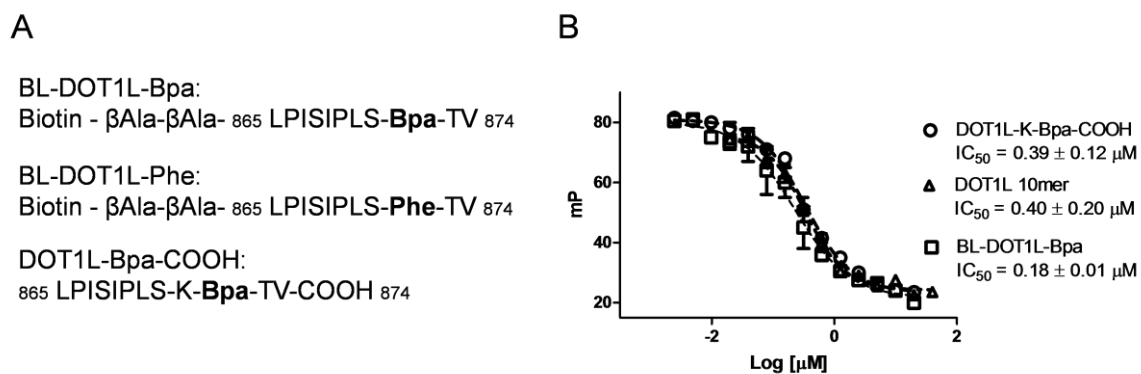 A
BL-DOT1L-Bpa:
Biotin - βAla-βAla- 865 LPISIPLS-Bpa-TV 874
BL-DOT1L-Phe:
Biotin - βAla-βAla- 865 LPISIPLS-Phe-TV 874
DOT1L-Bpa-COOH:
865 LPISIPLS-K-Bpa-TV-COOH 874
B
80
60
40
20
mP
-2
0
2
Log [μM]
DOT1L-K-Bpa-COOH
IC50 = 0.39 ± 0.12 μM
DOT1L 10mer
IC50 = 0.40 ± 0.20 μM
BL-DOT1L-Bpa
IC50 = 0.18 ± 0.01 μM